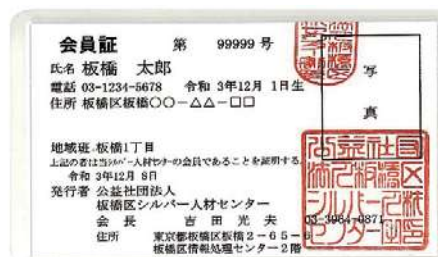 会員証 第 99999 号
氏名 板橋 太郎
電話 03-1234-5678 令和 3年12月 1日生
住所 板橋区板橋○○−△△−□□
写
真
地域班 板橋1丁目
上記の者は当シルバー人材センターの会員であることを証明する。
令和 3年12月 8日
発行者 公益社団法人
板橋区シルバー人材センター
会長 吉田光夫 03-3964-0871
住所 東京都板橋区板橋2−65−6
板橋区情報処理センター2階